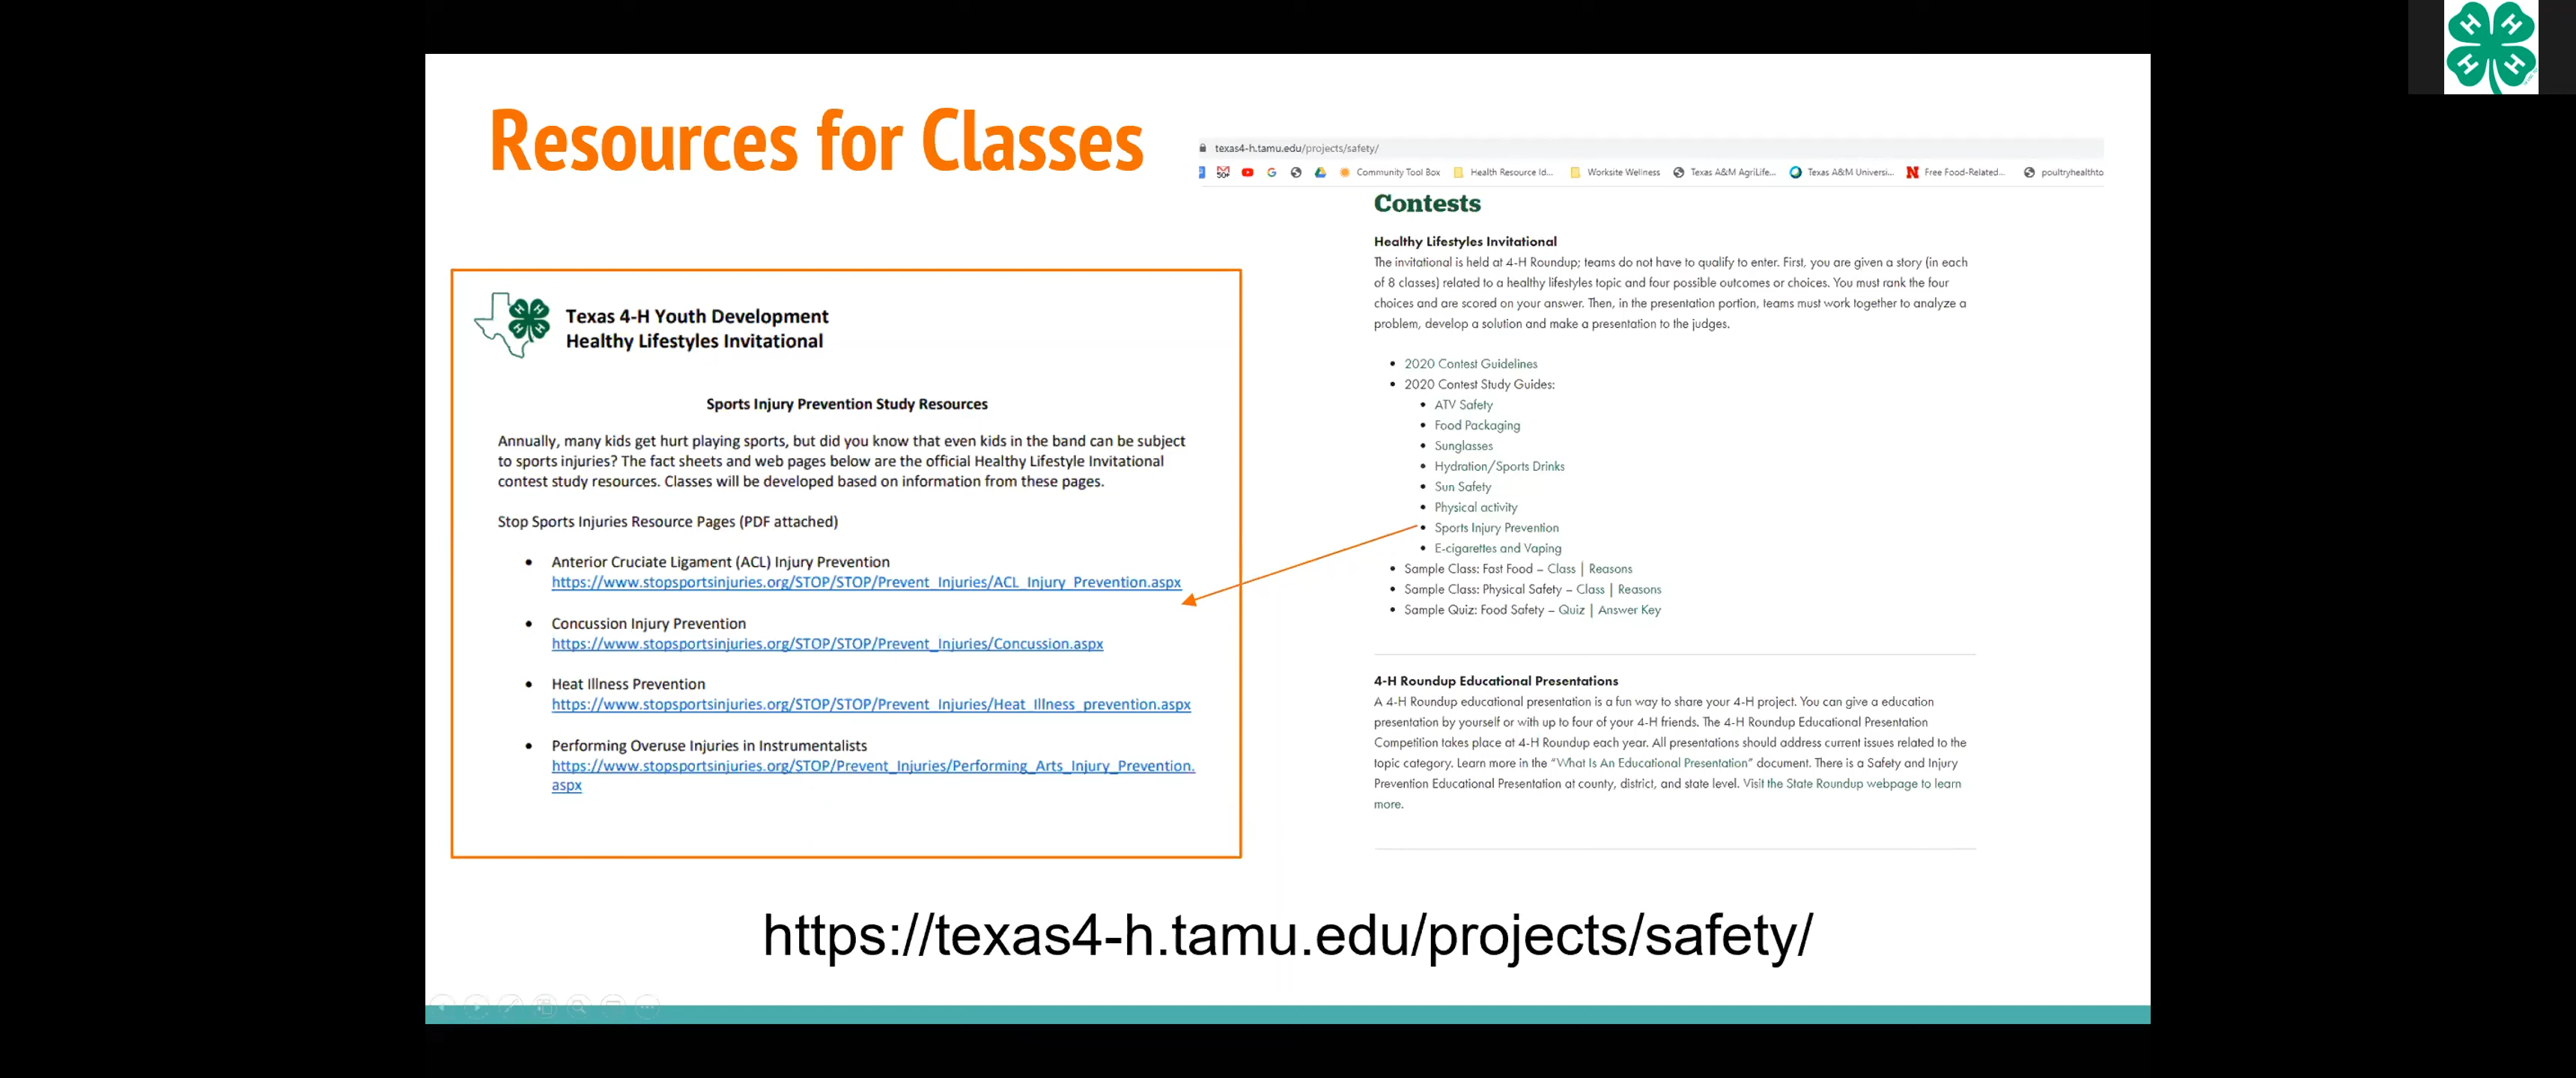 Resources for Classes
texas4-h.tamu.edu/projects/safety/
50+ G Community Tool Box Health Resource Id... Worksite Wellness Texas A&M AgriLife... Texas A&M Universi... N Free Food-Related... poultryhealthto
Contests
Healthy Lifestyles Invitational
The invitational is held at 4-H Roundup; teams do not have to qualify to enter. First, you are given a story (in each
of 8 classes) related to a healthy lifestyles topic and four possible outcomes or choices. You must rank the four
choices and are scored on your answer. Then, in the presentation portion, teams must work together to analyze a
problem, develop a solution and make a presentation to the judges.
• 2020 Contest Guidelines
• 2020 Contest Study Guides:
• ATV Safety
• Food Packaging
• Sunglasses
• Hydration/Sports Drinks
• Sun Safety
• Physical activity
• Sports Injury Prevention
• E-cigarettes and Vaping
• Sample Class: Fast Food – Class | Reasons
• Sample Class: Physical Safety – Class | Reasons
• Sample Quiz: Food Safety – Quiz | Answer Key
4-H Roundup Educational Presentations
A 4-H Roundup educational presentation is a fun way to share your 4-H project. You can give a education
presentation by yourself or with up to four of your 4-H friends. The 4-H Roundup Educational Presentation
Competition takes place at 4-H Roundup each year. All presentations should address current issues related to the
topic category. Learn more in the “What Is An Educational Presentation” document. There is a Safety and Injury
Prevention Educational Presentation at county, district, and state level. Visit the State Roundup webpage to learn
more.
H H H H
Texas 4-H Youth Development
Healthy Lifestyles Invitational
Sports Injury Prevention Study Resources
Annually, many kids get hurt playing sports, but did you know that even kids in the band can be subject
to sports injuries? The fact sheets and web pages below are the official Healthy Lifestyle Invitational
contest study resources. Classes will be developed based on information from these pages.
Stop Sports Injuries Resource Pages (PDF attached)
• Anterior Cruciate Ligament (ACL) Injury Prevention
https://www.stopsportsinjuries.org/STOP/STOP/Prevent_Injuries/ACL_Injury_Prevention.aspx
• Concussion Injury Prevention
https://www.stopsportsinjuries.org/STOP/STOP/Prevent_Injuries/Concussion.aspx
• Heat Illness Prevention
https://www.stopsportsinjuries.org/STOP/STOP/Prevent_Injuries/Heat_Illness_prevention.aspx
• Performing Overuse Injuries in Instrumentalists
https://www.stopsportsinjuries.org/STOP/Prevent_Injuries/Performing_Arts_Injury_Prevention.
aspx
https://texas4-h.tamu.edu/projects/safety/
H H
H H